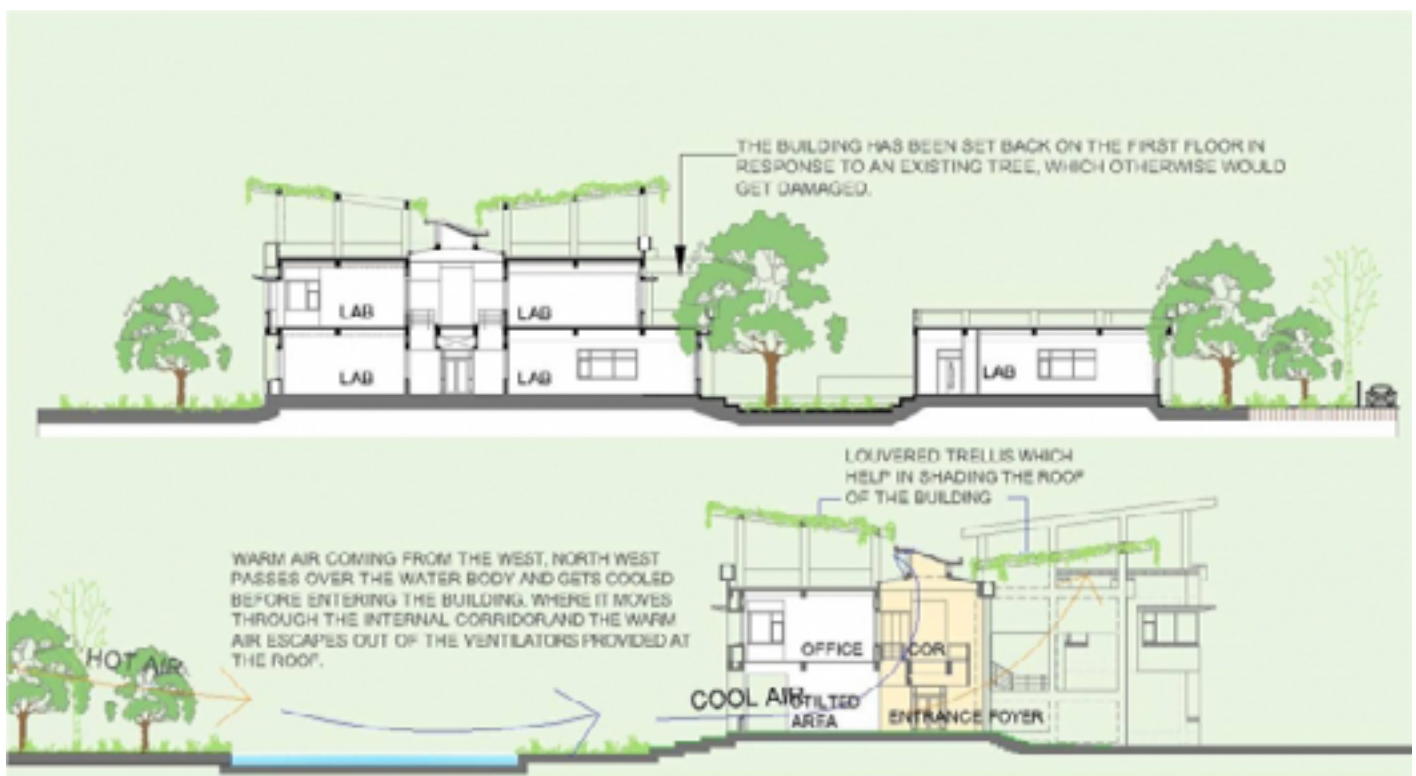 THE BUILDING HAS BEEN SET BACK ON THE FIRST FLOOR IN
RESPONSE TO AN EXISTING TREE, WHICH OTHERWISE WOULD
GET DAMAGED.
LAB
LAB
LAB
LAB
LAB
LOUVERED TRELLIS WHICH
HELP IN SHADING THE ROOF
OF THE BUILDING
WARM AIR COMING FROM THE WEST, NORTH WEST
PASSES OVER THE WATER BODY AND GETS COOLED
BEFORE ENTERING THE BUILDING. WHERE IT MOVES
THROUGH THE INTERNAL CORRIDOR,AND THE WARM
AIR ESCAPES OUT OF THE VENTILATORS PROVIDED AT
THE ROOF.
HOT AIR
OFFICE
COR
COOL AIR
STILTED
AREA
ENTRANCE FOYER